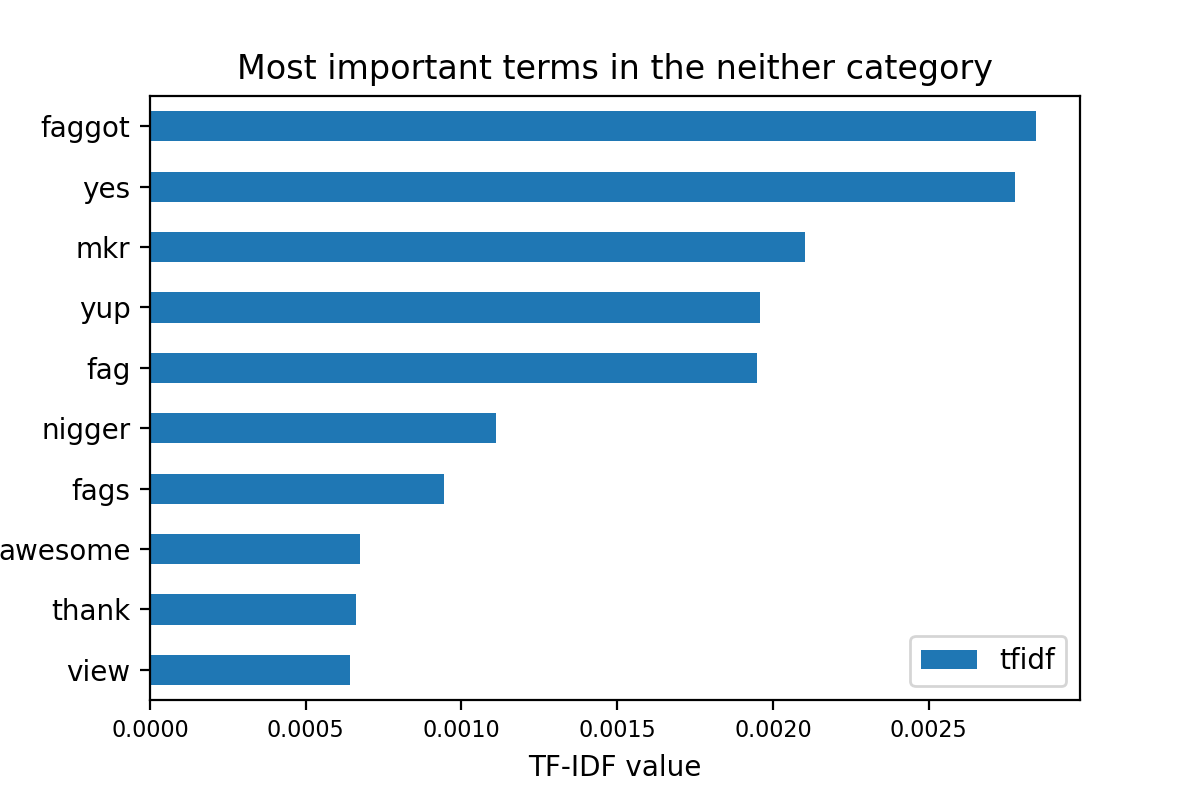 Most important terms in the neither category
faggot
yes
mkr
yup
fag
nigger
fags
awesome
thank
view
tfidf
0.0000 0.0005 0.0010 0.0015 0.0020 0.0025
TF-IDF value